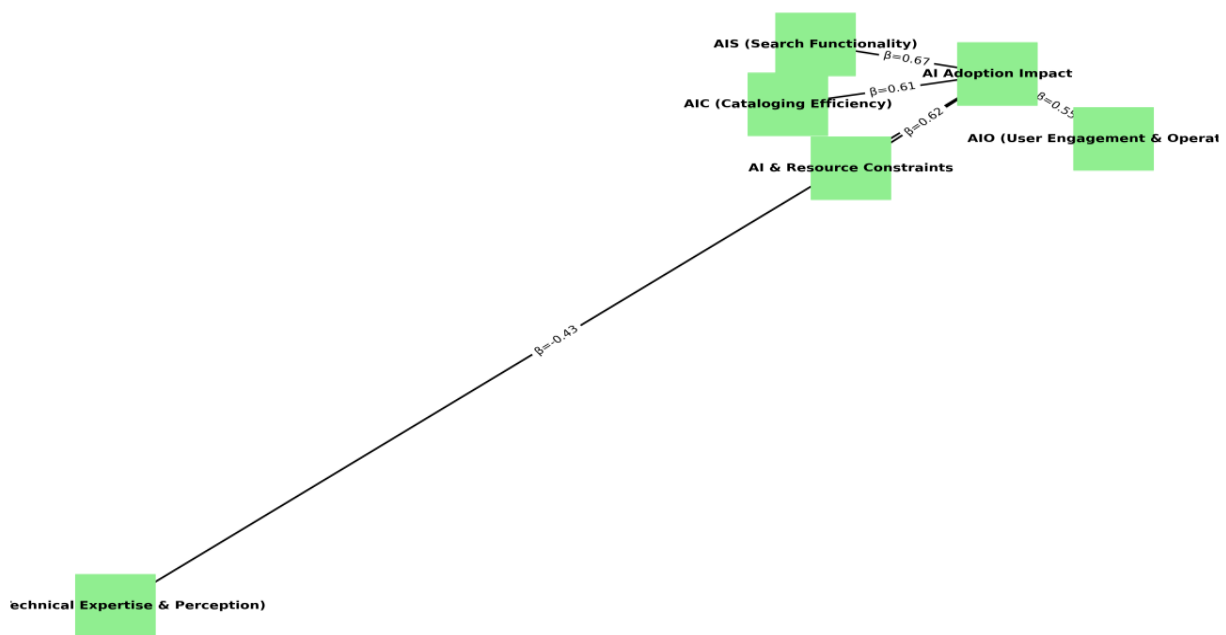 AIS (Search Functionality)
β=0.67
AI Adoption Impact
β=0.61
AIC (Cataloging Efficiency)
β=0.55
β=0.62
AIO (User Engagement & Operat
AI & Resource Constraints
β=-0.43
echnical Expertise & Perception)